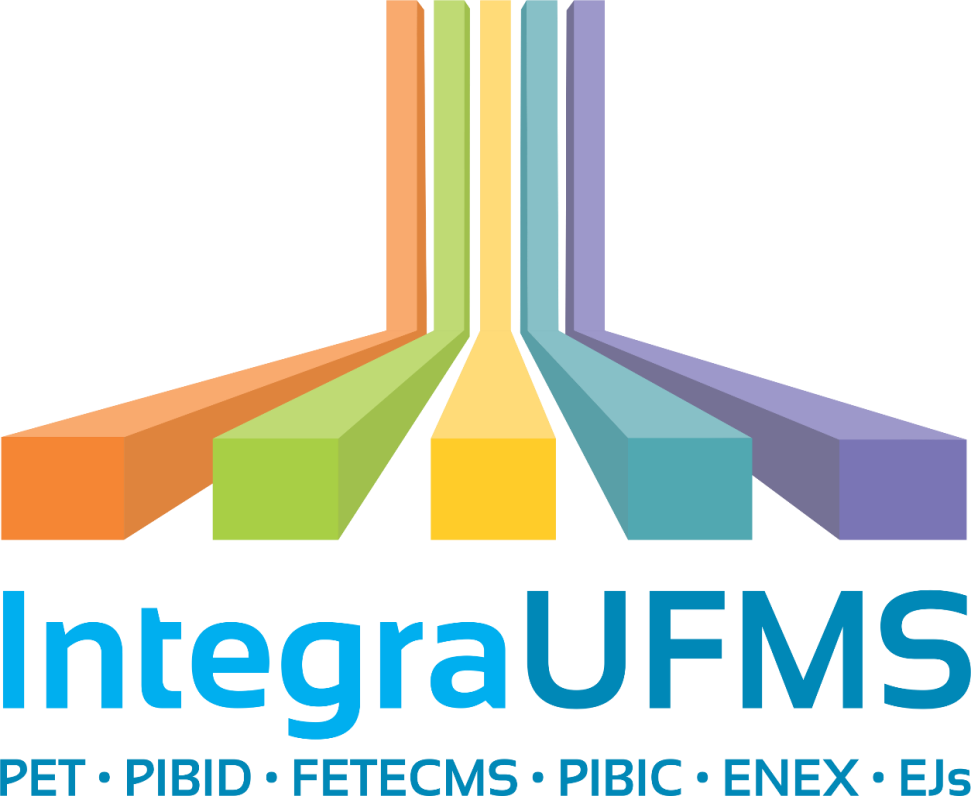 IntegraUFMS
PET • PIBID • FETECMS • PIBIC • ENEX • EJs